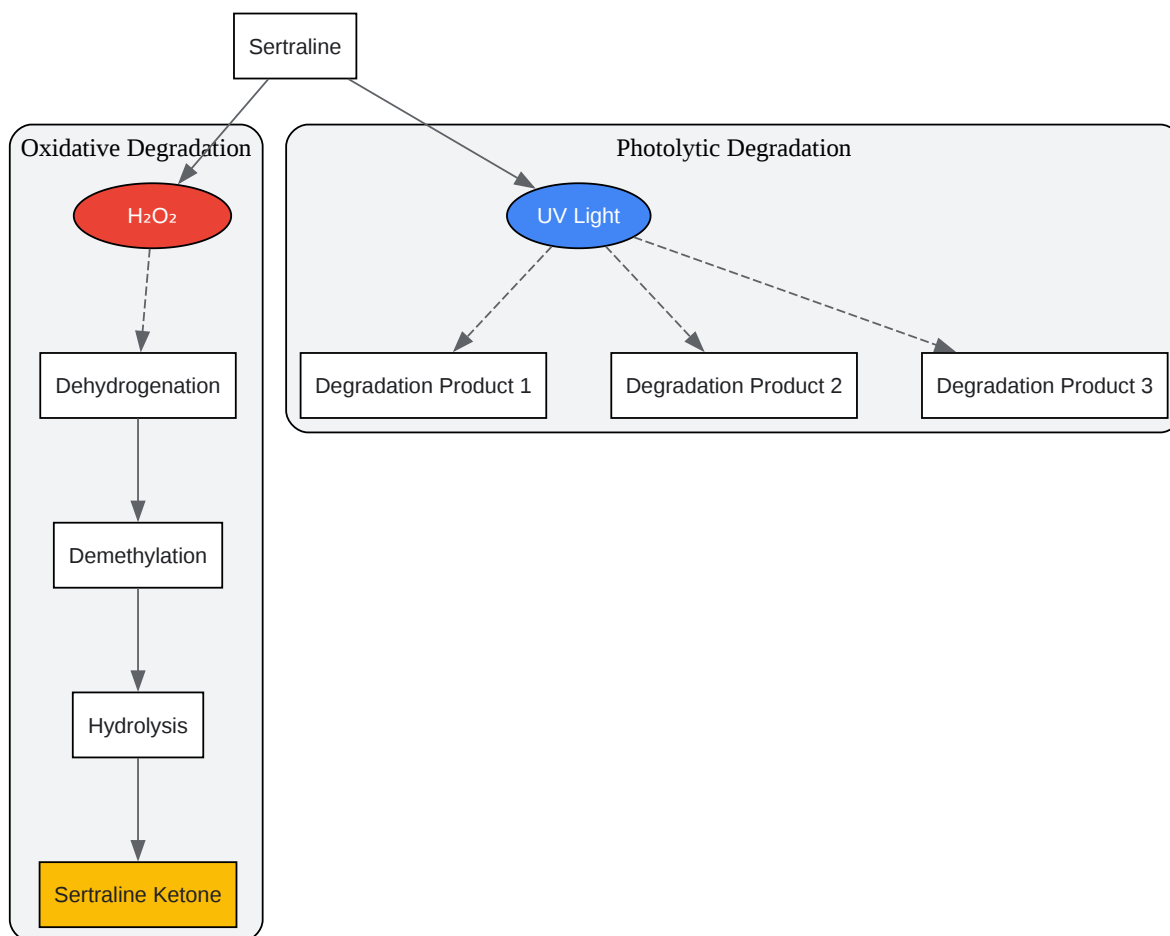 Sertraline
Oxidative Degradation
Photolytic Degradation
H₂O₂
UV Light
Dehydrogenation
Degradation Product 1
Degradation Product 2
Degradation Product 3
Demethylation
Hydrolysis
Sertraline Ketone